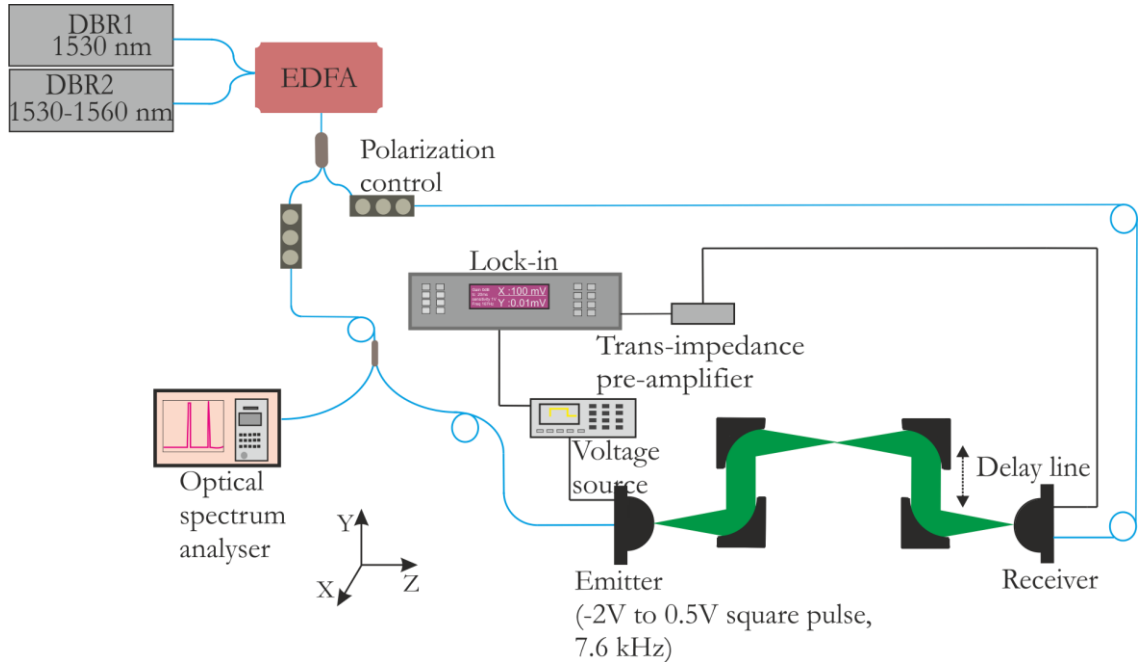 DBR1
1530 nm
DBR2
1530-1560 nm
EDFA
Polarization
control
Lock-in
X :100 mV
Y :0.01mV
Trans-impedance
pre-amplifier
Voltage
source
Delay line
Optical
spectrum
analyser
Y
X
Z
Emitter
(-2V to 0.5V square pulse,
7.6 kHz)
Receiver